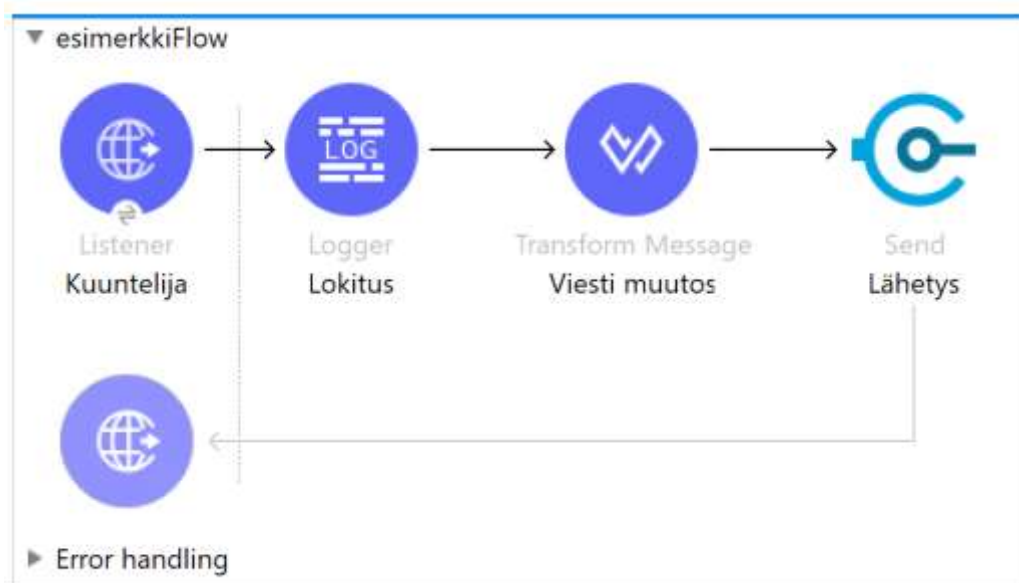 esimerkkiFlow
LOG
Listener
Logger
Transform Message
Send
Kuuntelija
Lokitus
Viesti muutos
Lähetys
Error handling